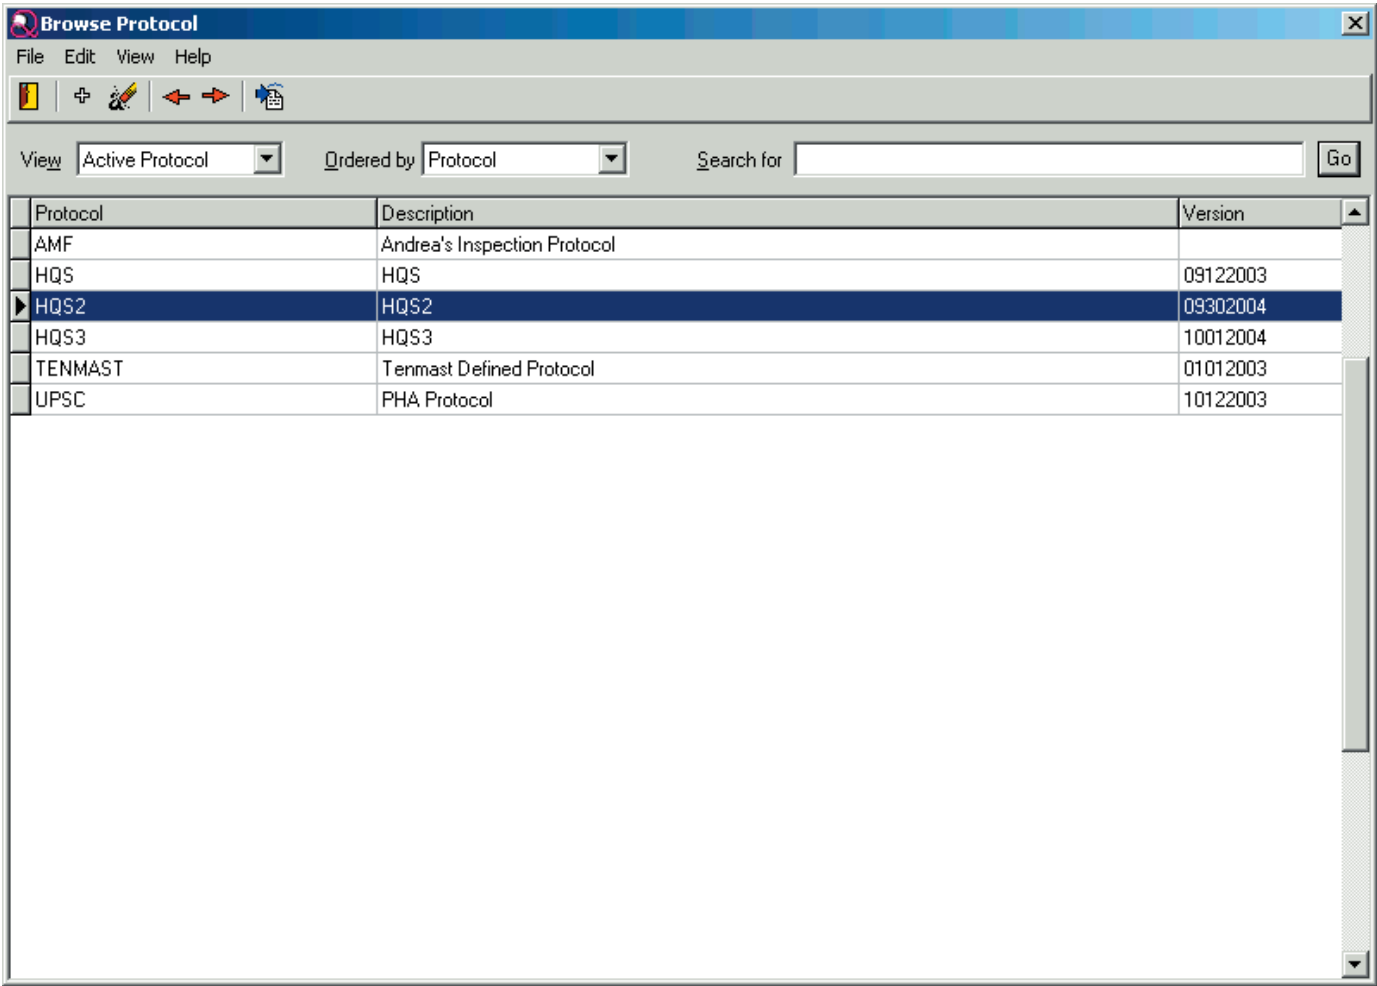 Browse Protocol
File Edit View Help
View Active Protocol Ordered by Protocol Search for Go
Protocol Description Version
AMF Andrea's Inspection Protocol
HQS HQS 09122003
HQS2 HQS2 09302004
HQS3 HQS3 10012004
TENMAST Tenmast Defined Protocol 01012003
UPSC PHA Protocol 10122003